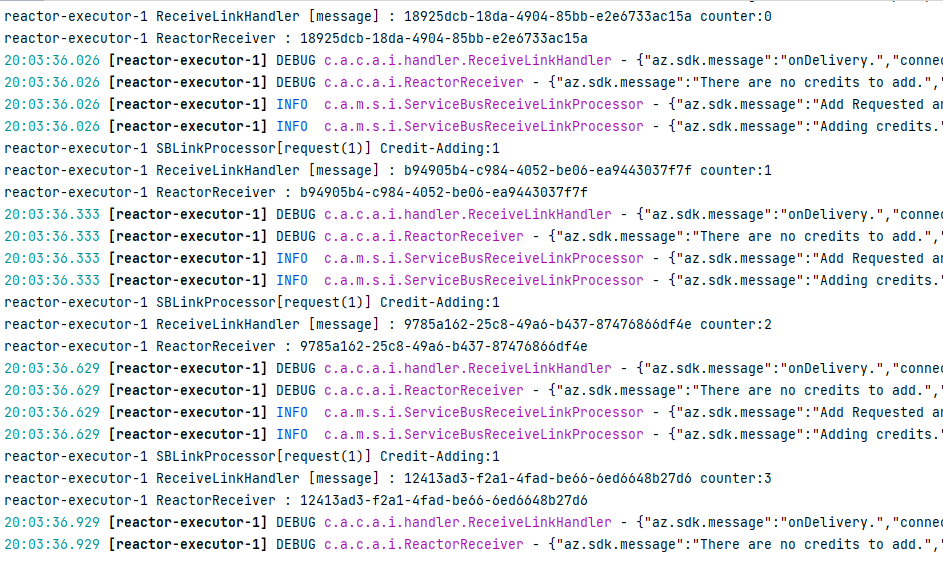 reactor-executor-1 ReceiveLinkHandler [message] : 18925dcb-18da-4904-85bb-e2e6733ac15a counter:0
reactor-executor-1 ReactorReceiver : 18925dcb-18da-4904-85bb-e2e6733ac15a
20:03:36.026 [reactor-executor-1] DEBUG c.a.c.a.i.handler.ReceiveLinkHandler - {"az.sdk.message":"onDelivery.","connec
20:03:36.026 [reactor-executor-1] DEBUG c.a.c.a.i.ReactorReceiver - {"az.sdk.message":"There are no credits to add.","
20:03:36.026 [reactor-executor-1] INFO  c.a.m.s.i.ServiceBusReceiveLinkProcessor - {"az.sdk.message":"Add Requested an
20:03:36.026 [reactor-executor-1] INFO  c.a.m.s.i.ServiceBusReceiveLinkProcessor - {"az.sdk.message":"Adding credits."
reactor-executor-1 SBLinkProcessor[request(1)] Credit-Adding:1
reactor-executor-1 ReceiveLinkHandler [message] : b94905b4-c984-4052-be06-ea9443037f7f counter:1
reactor-executor-1 ReactorReceiver : b94905b4-c984-4052-be06-ea9443037f7f
20:03:36.333 [reactor-executor-1] DEBUG c.a.c.a.i.handler.ReceiveLinkHandler - {"az.sdk.message":"onDelivery.","connec
20:03:36.333 [reactor-executor-1] DEBUG c.a.c.a.i.ReactorReceiver - {"az.sdk.message":"There are no credits to add.","
20:03:36.333 [reactor-executor-1] INFO  c.a.m.s.i.ServiceBusReceiveLinkProcessor - {"az.sdk.message":"Add Requested an
20:03:36.333 [reactor-executor-1] INFO  c.a.m.s.i.ServiceBusReceiveLinkProcessor - {"az.sdk.message":"Adding credits."
reactor-executor-1 SBLinkProcessor[request(1)] Credit-Adding:1
reactor-executor-1 ReceiveLinkHandler [message] : 9785a162-25c8-49a6-b437-87476866df4e counter:2
reactor-executor-1 ReactorReceiver : 9785a162-25c8-49a6-b437-87476866df4e
20:03:36.629 [reactor-executor-1] DEBUG c.a.c.a.i.handler.ReceiveLinkHandler - {"az.sdk.message":"onDelivery.","connec
20:03:36.629 [reactor-executor-1] DEBUG c.a.c.a.i.ReactorReceiver - {"az.sdk.message":"There are no credits to add.","
20:03:36.629 [reactor-executor-1] INFO  c.a.m.s.i.ServiceBusReceiveLinkProcessor - {"az.sdk.message":"Add Requested an
20:03:36.629 [reactor-executor-1] INFO  c.a.m.s.i.ServiceBusReceiveLinkProcessor - {"az.sdk.message":"Adding credits."
reactor-executor-1 SBLinkProcessor[request(1)] Credit-Adding:1
reactor-executor-1 ReceiveLinkHandler [message] : 12413ad3-f2a1-4fad-be66-6ed6648b27d6 counter:3
reactor-executor-1 ReactorReceiver : 12413ad3-f2a1-4fad-be66-6ed6648b27d6
20:03:36.929 [reactor-executor-1] DEBUG c.a.c.a.i.handler.ReceiveLinkHandler - {"az.sdk.message":"onDelivery.","connec
20:03:36.929 [reactor-executor-1] DEBUG c.a.c.a.i.ReactorReceiver - {"az.sdk.message":"There are no credits to add.","